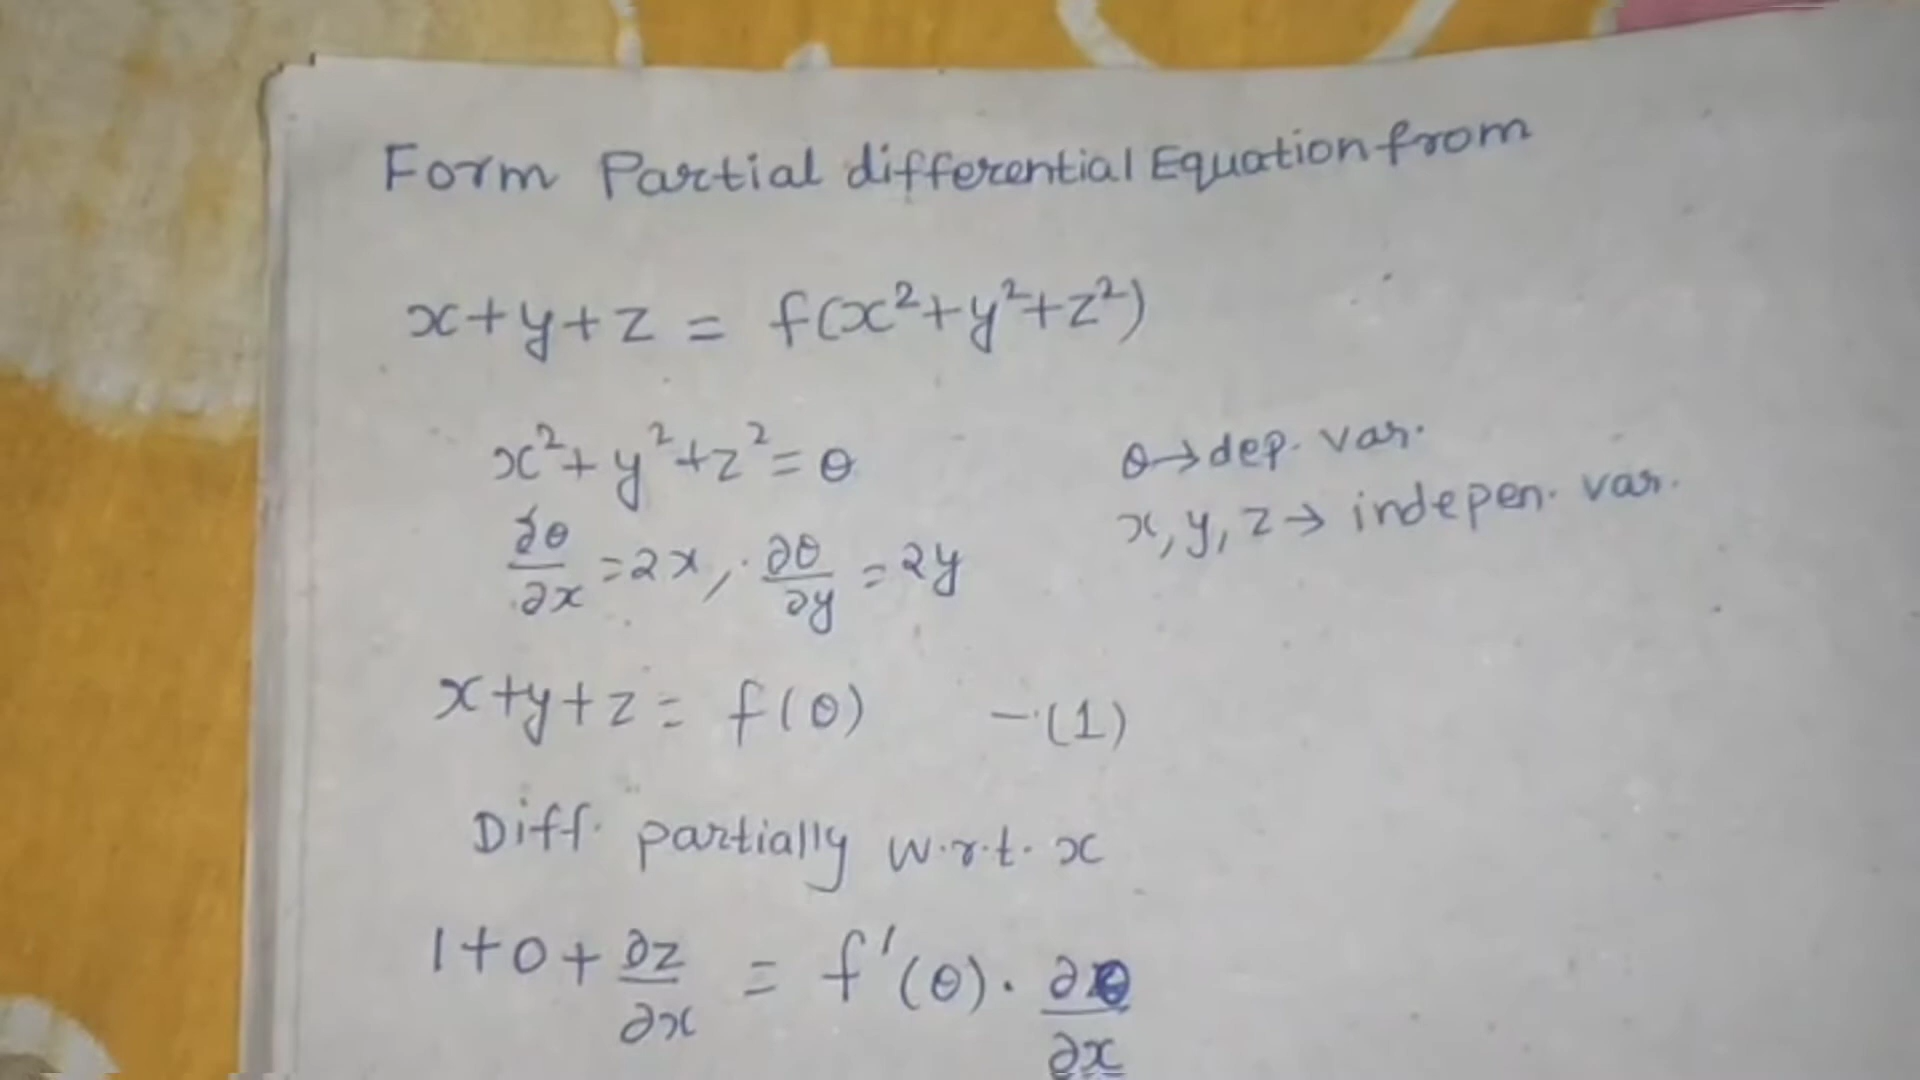 Form Partial differential Equation from
x+y+z = f(x²+y²+z²)
x²+y²+z²=θ
θ→dep. var.
x,y,z→ indepen. var.
∂θ/∂x =2x, ∂θ/∂y =2y
x+y+z= f(θ) -(1)
Diff. partially w.r.t. x
1+0+ ∂z/∂x = f'(θ). ∂θ/∂x